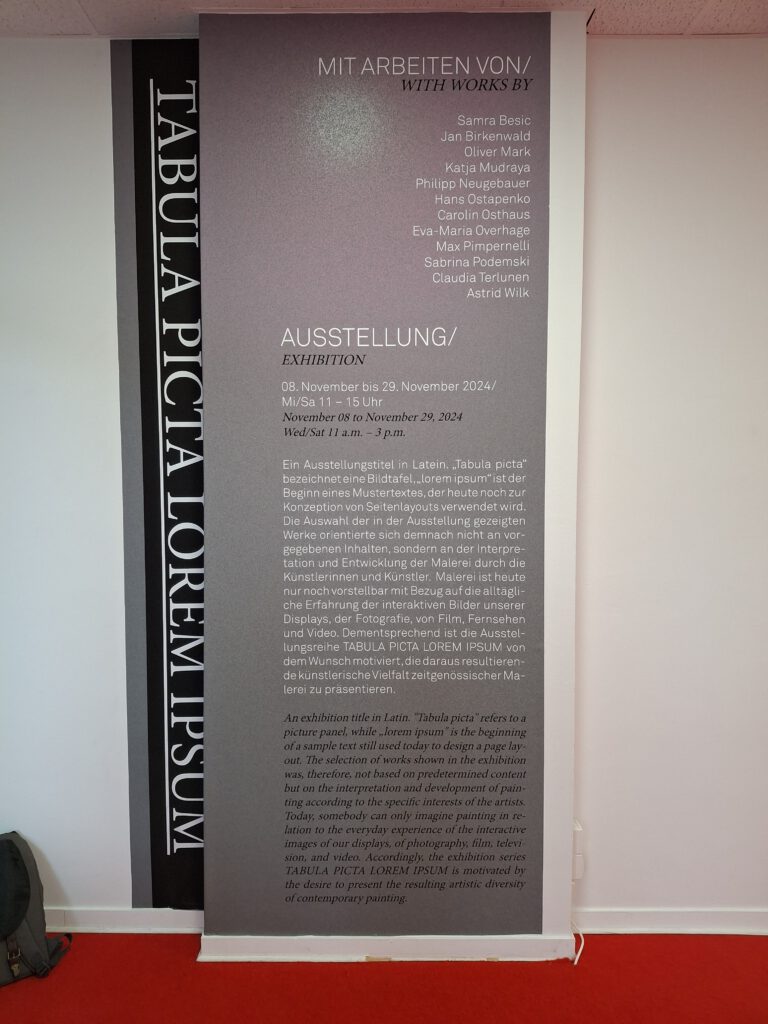 TABULA PICTA LOREM IPSUM
MIT ARBEITEN VON/
WITH WORKS BY
Samra Besic
Jan Birkenwald
Oliver Mark
Katja Mudraya
Philipp Neugebauer
Hans Ostapenko
Carolin Osthaus
Eva-Maria Overhage
Max Pimpernelli
Sabrina Podemski
Claudia Terlunen
Astrid Wilk
AUSSTELLUNG/
EXHIBITION
08. November bis 29. November 2024/
Mi/Sa 11 – 15 Uhr
November 08 to November 29, 2024
Wed/Sat 11 a.m. – 3 p.m.
Ein Ausstellungstitel in Latein. „Tabula picta“
bezeichnet eine Bildtafel, „lorem ipsum“ ist der
Beginn eines Mustertextes, der heute noch zur
Konzeption von Seitenlayouts verwendet wird.
Die Auswahl der in der Ausstellung gezeigten
Werke orientierte sich demnach nicht an vor-
gegebenen Inhalten, sondern an der Interpre-
tation und Entwicklung der Malerei durch die
Künstlerinnen und Künstler. Malerei ist heute
nur noch vorstellbar mit Bezug auf die alltägli-
che Erfahrung der interaktiven Bilder unserer
Displays, der Fotografie, von Film, Fernsehen
und Video. Dementsprechend ist die Ausstel-
lungsreihe TABULA PICTA LOREM IPSUM von
dem Wunsch motiviert, die daraus resultieren-
de künstlerische Vielfalt zeitgenössischer Ma-
lerei zu präsentieren.
An exhibition title in Latin. "Tabula picta" refers to a
picture panel, while „lorem ipsum" is the beginning
of a sample text still used today to design a page lay-
out. The selection of works shown in the exhibition
was, therefore, not based on predetermined content
but on the interpretation and development of pain-
ting according to the specific interests of the artists.
Today, somebody can only imagine painting in re-
lation to the everyday experience of the interactive
images of our displays, of photography, film, televi-
sion, and video. Accordingly, the exhibition series
TABULA PICTA LOREM IPSUM is motivated by
the desire to present the resulting artistic diversity
of contemporary painting.